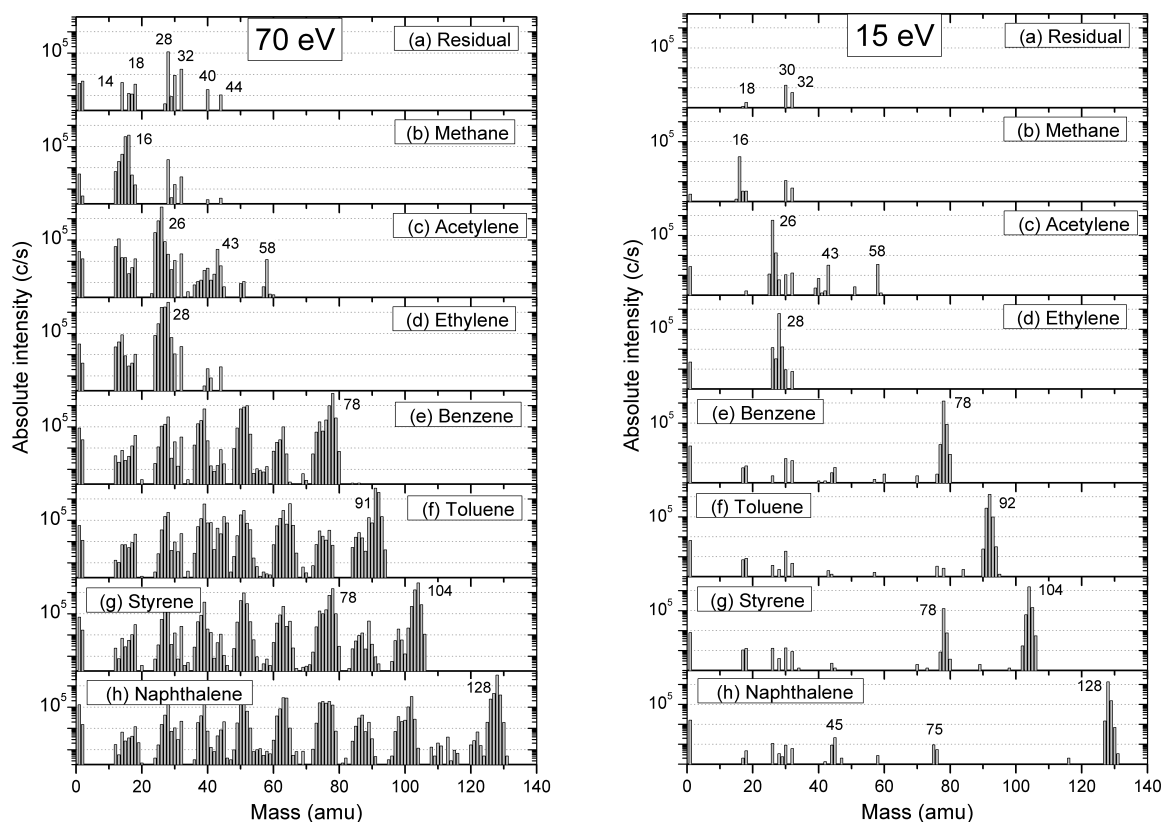 70 eV
(a) Residual
10^5
14
18
28
32
40
44
(b) Methane
10^5
16
(c) Acetylene
10^5
26
43
58
(d) Ethylene
10^5
28
(e) Benzene
10^5
78
(f) Toluene
10^5
91
(g) Styrene
10^5
78
104
(h) Naphthalene
10^5
128
0 20 40 60 80 100 120 140
Mass (amu)
Absolute intensity (c/s)
15 eV
(a) Residual
10^5
18
30
32
(b) Methane
10^5
16
(c) Acetylene
10^5
26
43
58
(d) Ethylene
10^5
28
(e) Benzene
10^5
78
(f) Toluene
10^5
92
(g) Styrene
10^5
78
104
(h) Naphthalene
10^5
45
75
128
0 20 40 60 80 100 120 140
Mass (amu)
Absolute intensity (c/s)